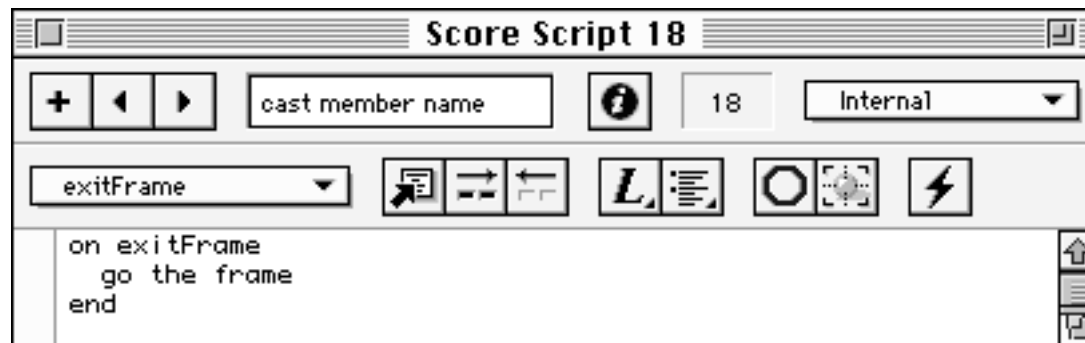 Score Script 18
cast member name
18
Internal
exitFrame
L
on exitFrame
go the frame
end